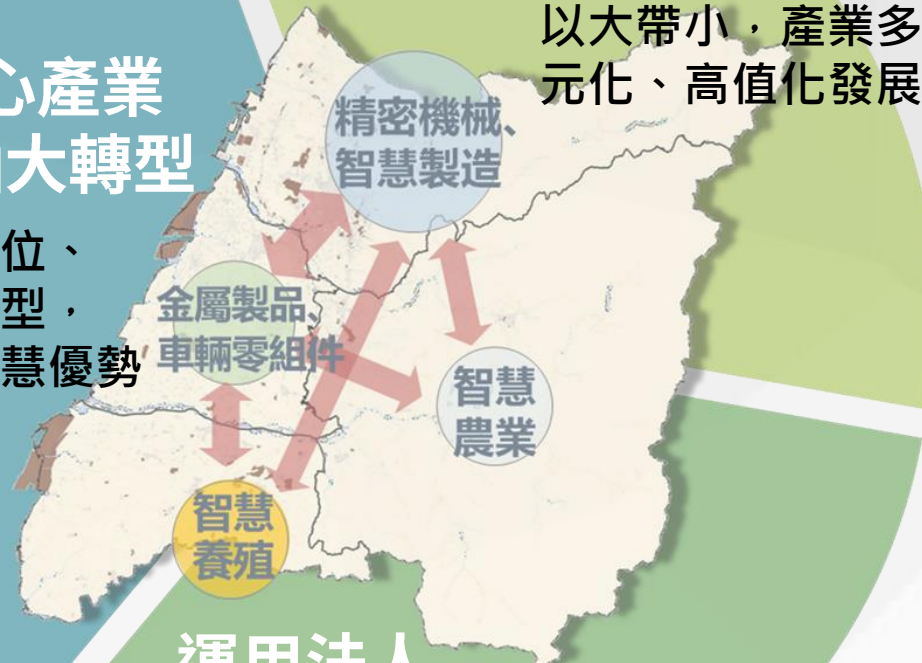 以大帶小，產業多
元化、高值化發展
心產業
大轉型
位、
型，
慧優勢
精密機械、
智慧製造
金屬製品、
車輛零組件
智慧
農業
智慧
養殖
運用法人